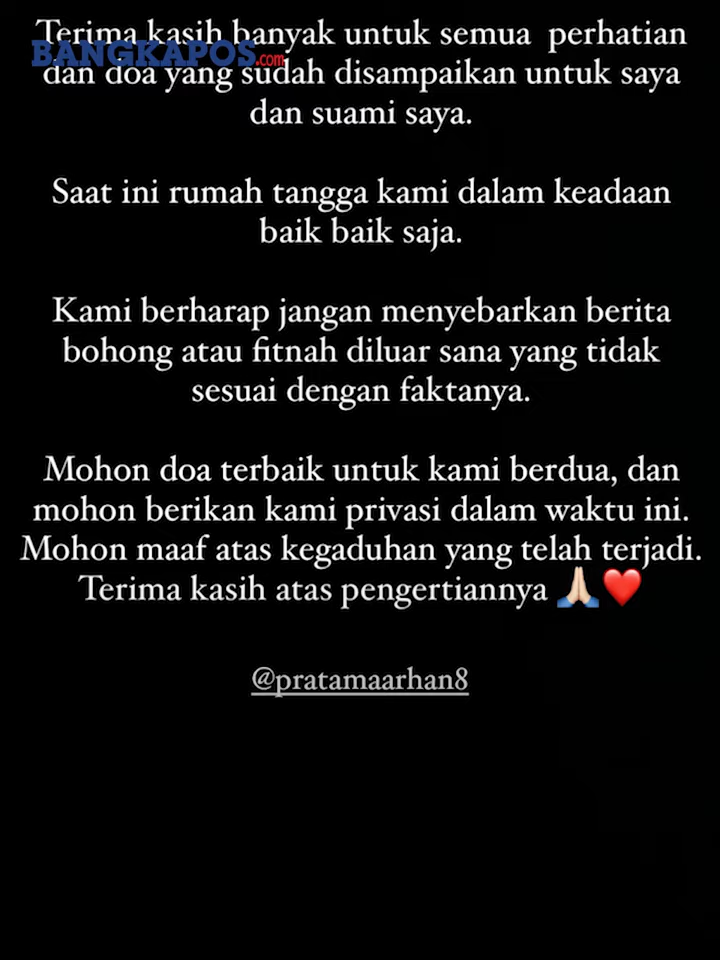 Terima kasih banyak untuk semua perhatian
BANGKAPOS.com
dan doa yang sudah disampaikan untuk saya
dan suami saya.
Saat ini rumah tangga kami dalam keadaan
baik baik saja.
Kami berharap jangan menyebarkan berita
bohong atau fitnah diluar sana yang tidak
sesuai dengan faktanya.
Mohon doa terbaik untuk kami berdua, dan
mohon berikan kami privasi dalam waktu ini.
Mohon maaf atas kegaduhan yang telah terjadi.
Terima kasih atas pengertiannya 🙏🏻❤️
@pratamaarhan8